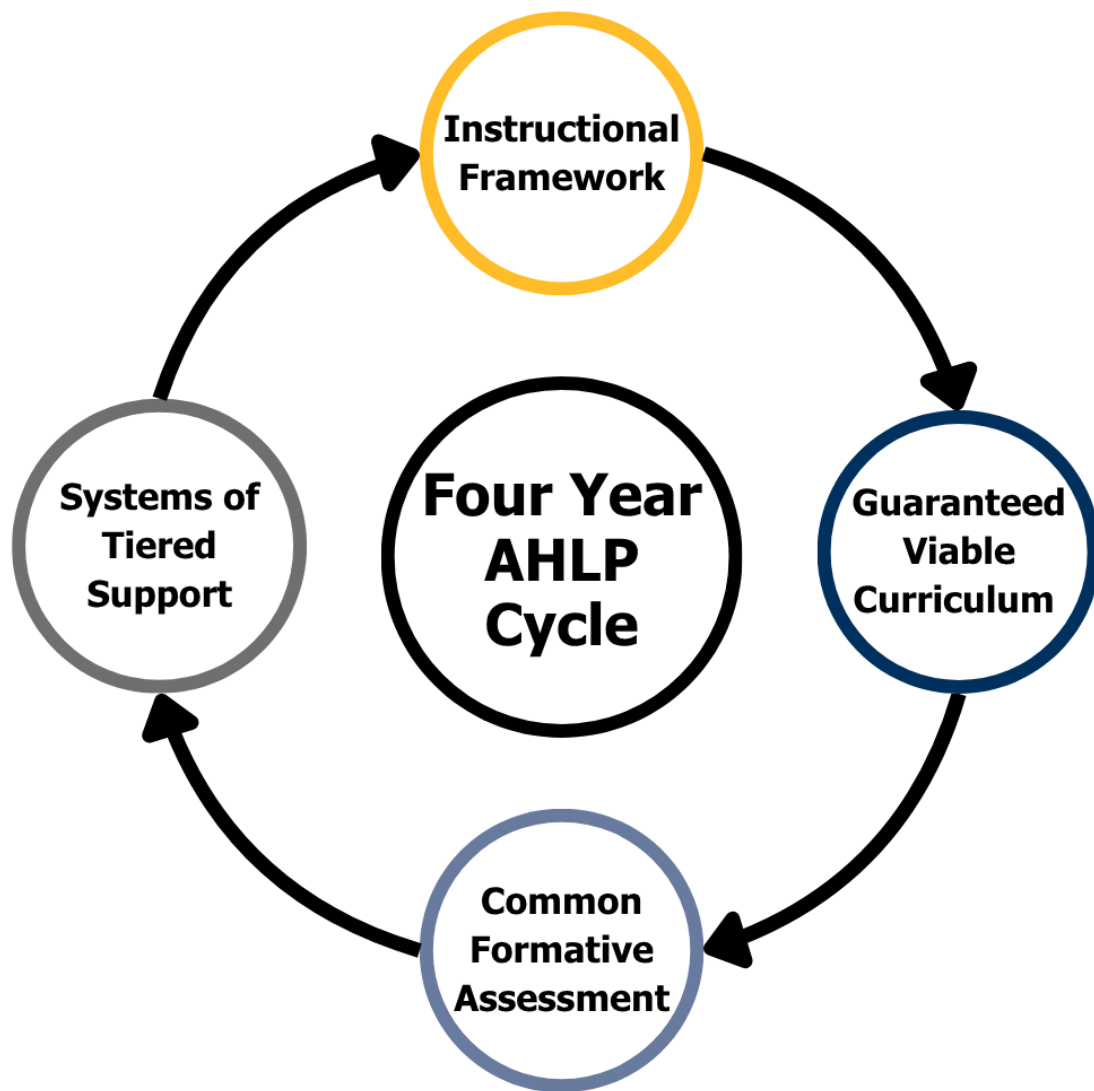 Instructional
Framework
Four Year
AHLP
Cycle
Guaranteed
Viable
Curriculum
Common
Formative
Assessment
Systems of
Tiered
Support